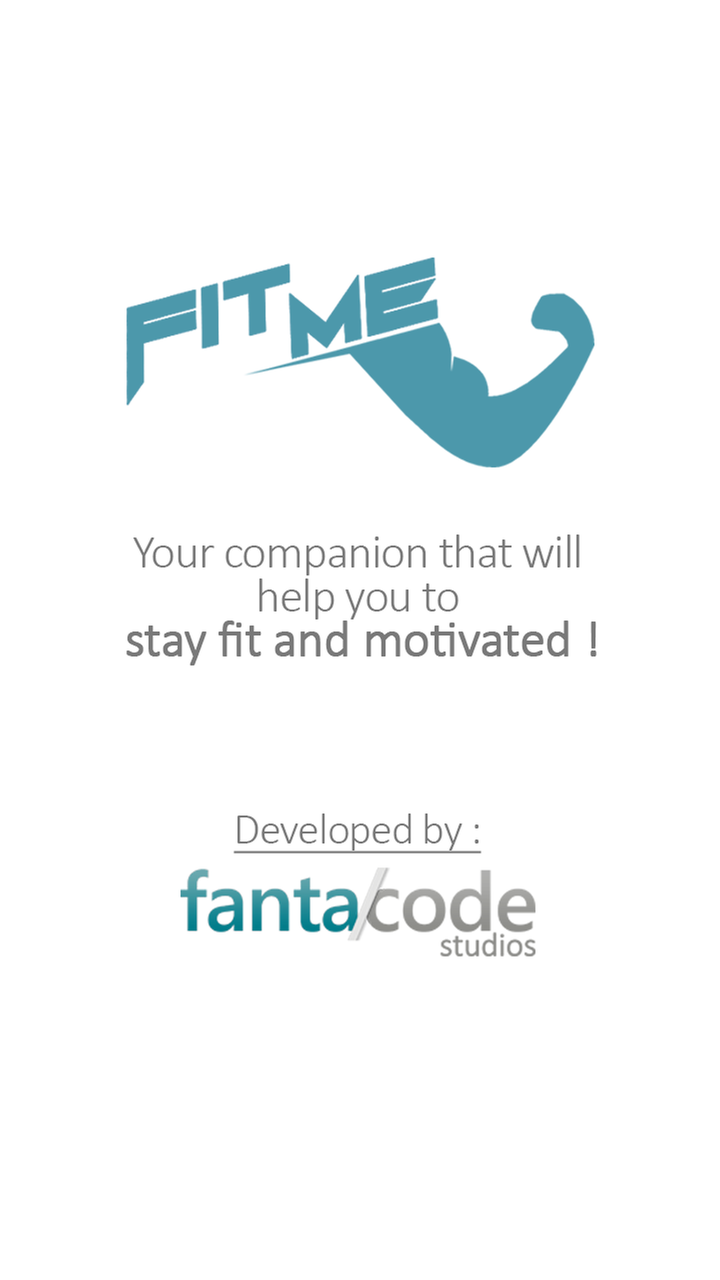 FITME
Your companion that will
help you to
stay fit and motivated !
Developed by :
fanta/code
studios